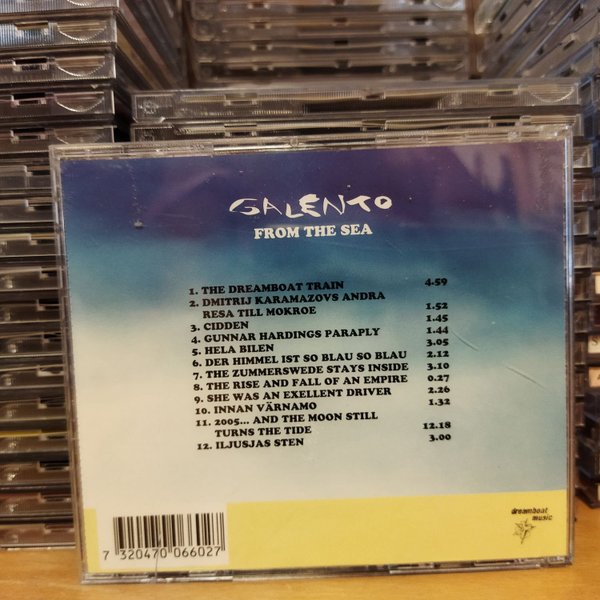 GALENTO
FROM THE SEA
1. THE DREAMBOAT TRAIN 4.59
2. DMITRIJ KARAMAZOVS ANDRA
RESA TILL MOKROE 1.52
3. CIDDEN 1.45
4. GUNNAR HARDINGS PARAPLY 1.44
5. HELA BILEN 3.05
6. DER HIMMEL IST SO BLAU SO BLAU 2.12
7. THE ZUMMERSWEDE STAYS INSIDE 3.10
8. THE RISE AND FALL OF AN EMPIRE 0.27
9. SHE WAS AN EXELLENT DRIVER 2.26
10. INNAN VÄRNAMO 1.32
11. 2005... AND THE MOON STILL
TURNS THE TIDE 12.18
12. ILJUSJAS STEN 3.00
dreamboat
music
7 320470 066027